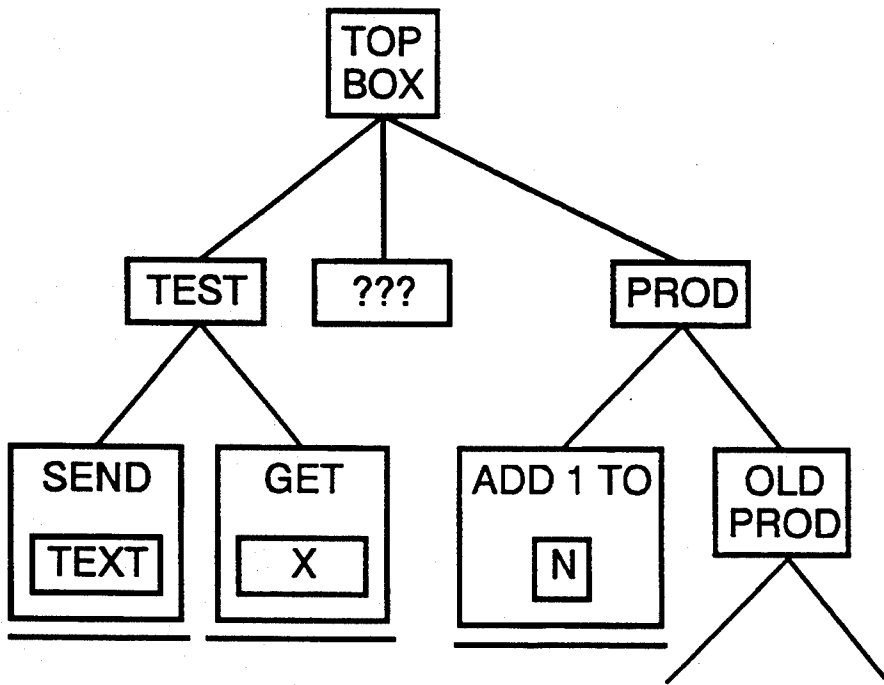 TOP
BOX
TEST
???
PROD
SEND
TEXT
GET
X
ADD 1 TO
N
OLD
PROD